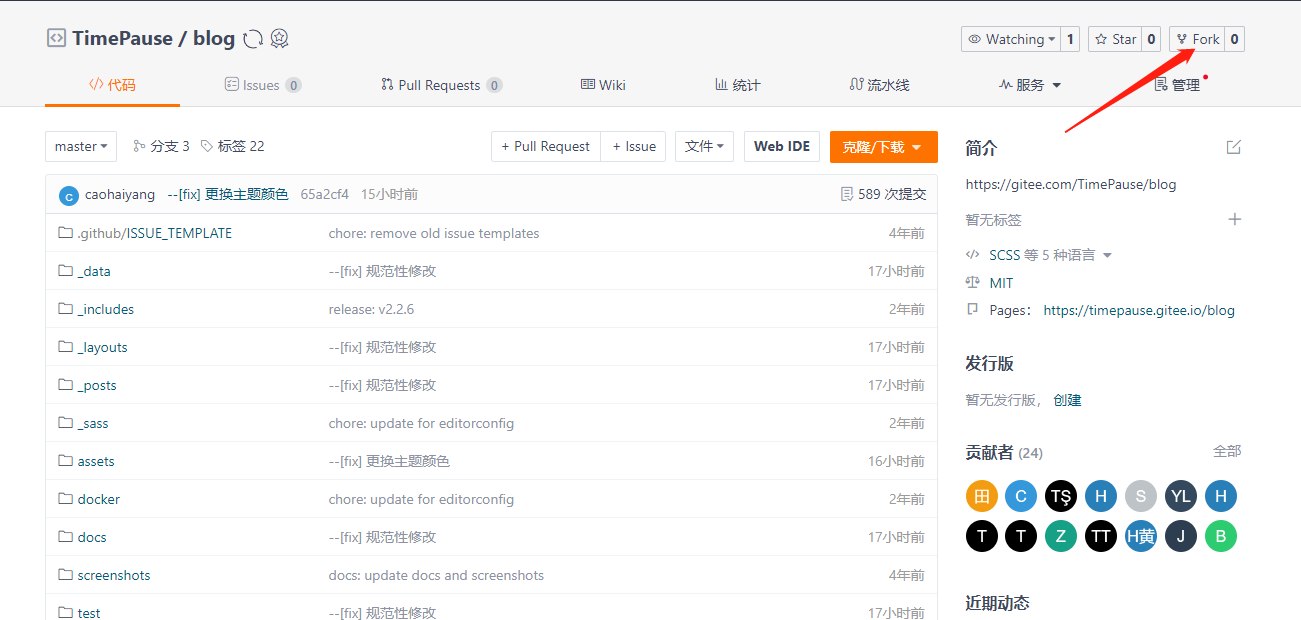 TimePause / blog
Watching 1 Star 0 Fork 0
代码 Issues 0 Pull Requests 0 Wiki 统计 流水线 服务 管理
master 分支 3 标签 22 + Pull Request + Issue 文件 Web IDE 克隆/下载
C caohaiyang --[fix] 更换主题颜色 65a2cf4 15小时前 589 次提交
.github/ISSUE_TEMPLATE chore: remove old issue templates 4年前
_data --[fix] 规范性修改 17小时前
_includes release: v2.2.6 2年前
_layouts --[fix] 规范性修改 17小时前
_posts --[fix] 规范性修改 17小时前
_sass chore: update for editorconfig 2年前
assets --[fix] 更换主题颜色 16小时前
docker chore: update for editorconfig 2年前
docs --[fix] 规范性修改 17小时前
screenshots docs: update docs and screenshots 4年前
test --[fix] 规范性修改 17小时前
简介
https://gitee.com/TimePause/blog
暂无标签
SCSS 等 5 种语言
MIT
Pages: https://timepause.gitee.io/blog
发行版
暂无发行版, 创建
贡献者 (24) 全部
田 C TŞ H S YL H
T T Z TT H黄 J B
近期动态